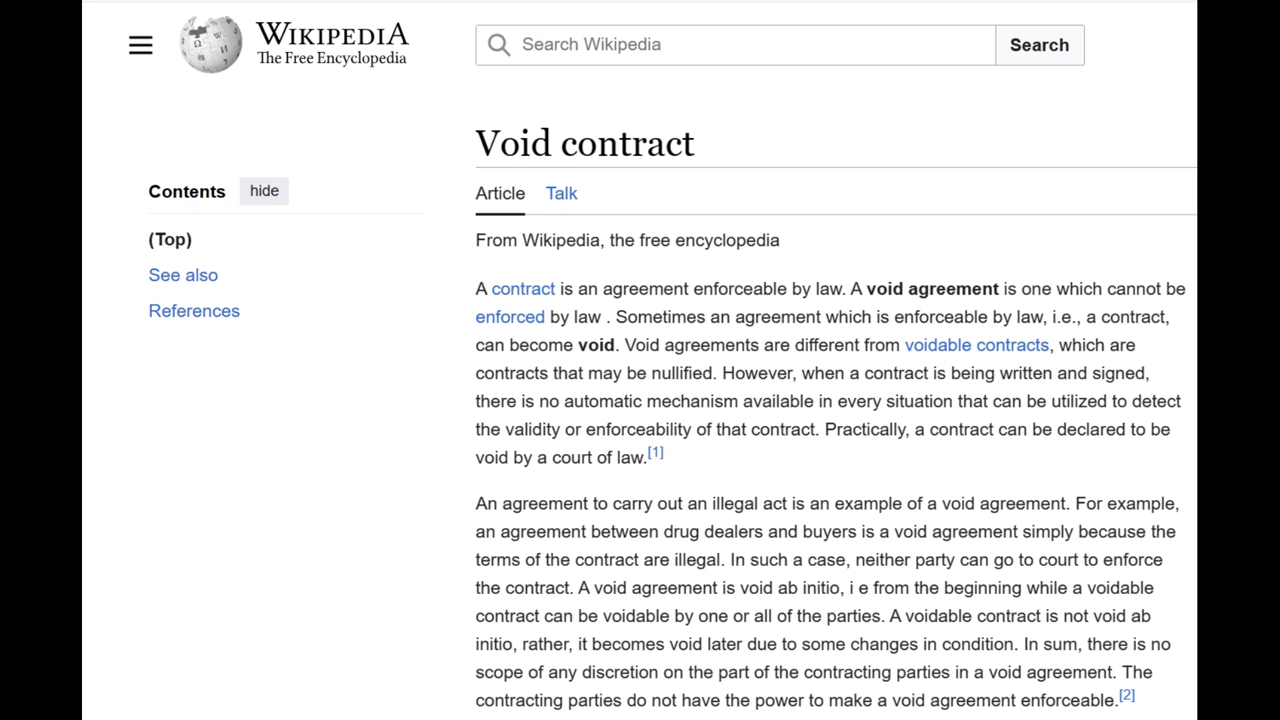 WIKIPEDIA
The Free Encyclopedia
Search Wikipedia
Search
Void contract
Contents hide
Article Talk
(Top)
From Wikipedia, the free encyclopedia
See also
References
A contract is an agreement enforceable by law. A void agreement is one which cannot be
enforced by law . Sometimes an agreement which is enforceable by law, i.e., a contract,
can become void. Void agreements are different from voidable contracts, which are
contracts that may be nullified. However, when a contract is being written and signed,
there is no automatic mechanism available in every situation that can be utilized to detect
the validity or enforceability of that contract. Practically, a contract can be declared to be
void by a court of law.[1]
An agreement to carry out an illegal act is an example of a void agreement. For example,
an agreement between drug dealers and buyers is a void agreement simply because the
terms of the contract are illegal. In such a case, neither party can go to court to enforce
the contract. A void agreement is void ab initio, i e from the beginning while a voidable
contract can be voidable by one or all of the parties. A voidable contract is not void ab
initio, rather, it becomes void later due to some changes in condition. In sum, there is no
scope of any discretion on the part of the contracting parties in a void agreement. The
contracting parties do not have the power to make a void agreement enforceable.[2]